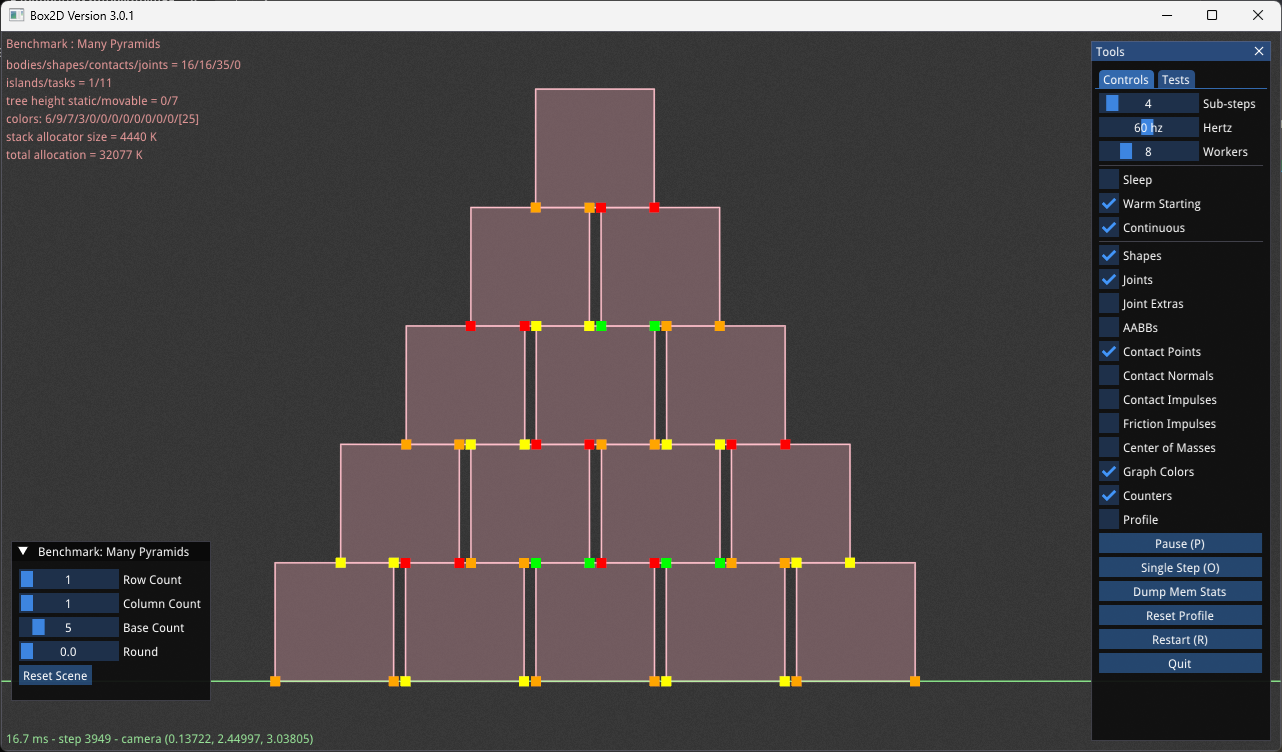 Box2D Version 3.0.1
Benchmark : Many Pyramids
bodies/shapes/contacts/joints = 16/16/35/0
islands/tasks = 1/11
tree height static/movable = 0/7
colors: 6/9/7/3/0/0/0/0/0/0/0/0/[25]
stack allocator size = 4440 K
total allocation = 32077 K
Tools
Controls Tests
4 Sub-steps
60 hz Hertz
8 Workers
Sleep
Warm Starting
Continuous
Shapes
Joints
Joint Extras
AABBs
Contact Points
Contact Normals
Contact Impulses
Friction Impulses
Center of Masses
Graph Colors
Counters
Profile
Pause (P)
Single Step (O)
Dump Mem Stats
Reset Profile
Restart (R)
Quit
Benchmark: Many Pyramids
1 Row Count
1 Column Count
5 Base Count
0.0 Round
Reset Scene
16.7 ms - step 3949 - camera (0.13722, 2.44997, 3.03805)